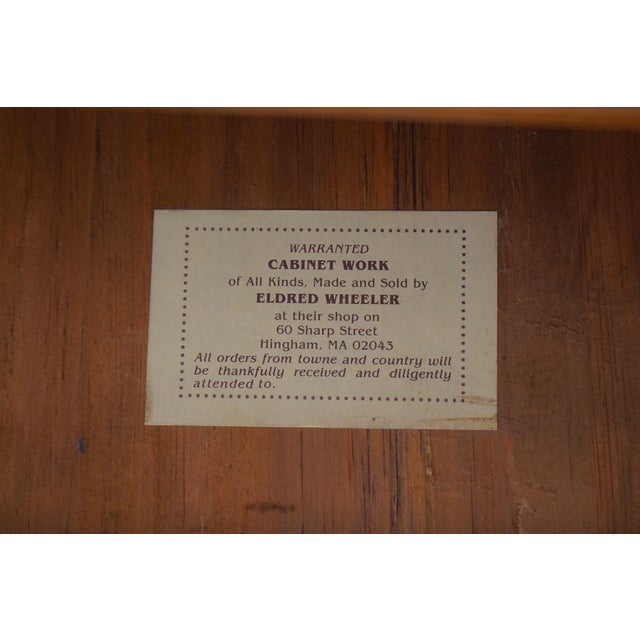 WARRANTED
CABINET WORK
of All Kinds, Made and Sold by
ELDRED WHEELER
at their shop on
60 Sharp Street
Hingham, MA 02043
All orders from towne and country will
be thankfully received and diligently
attended to.